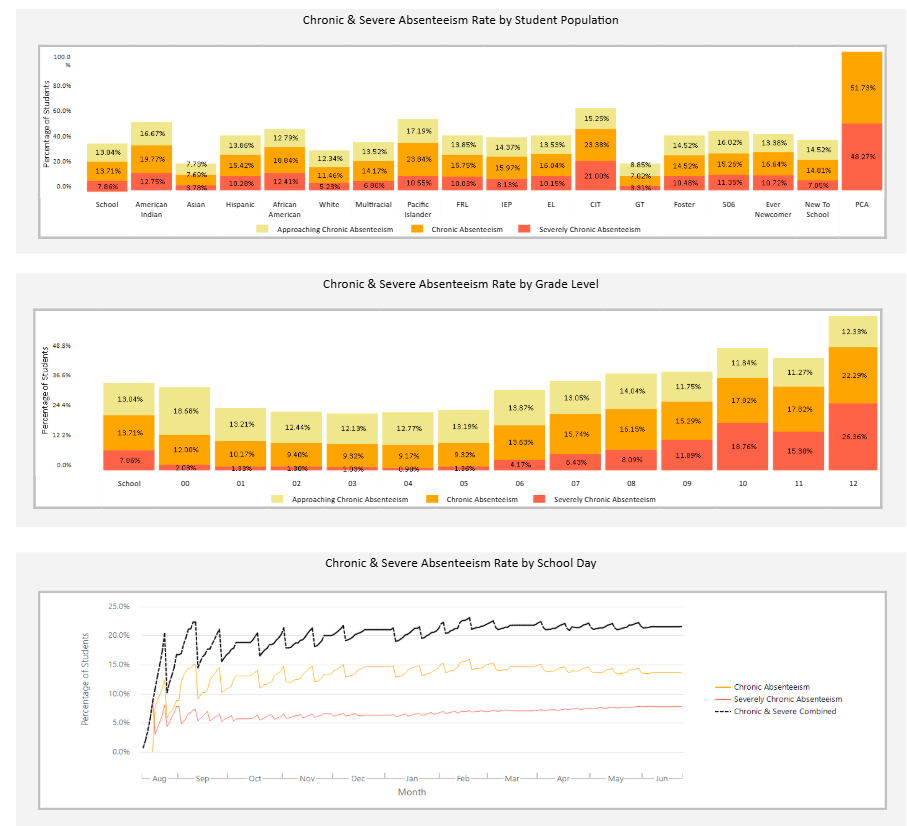 Chronic & Severe Absenteeism Rate by Student Population
Percentage of Students
100.0
%
80.0%
60.0%
40.0%
20.0%
0.0%
13.04% 16.67% 7.73% 13.86% 12.79% 12.34% 13.52% 17.19% 13.85% 14.37% 13.53% 15.25% 8.85% 14.52% 16.02% 13.38% 14.52%
13.71% 19.77% 7.69% 15.42% 18.84% 11.46% 14.17% 23.84% 15.75% 15.97% 16.04% 23.38% 7.02% 14.52% 15.26% 16.64% 14.81% 51.73%
7.86% 12.75% 3.78% 10.28% 12.41% 5.23% 10.55% 10.03% 8.13% 10.15% 21.00% 3.31% 10.48% 11.35% 10.72% 7.05% 48.27%
School American Asian Hispanic African White Multiracial Pacific FRL IEP EL CIT GT Foster 506 Ever New To PCA
Indian American Islander Newcomer School
Approaching Chronic Absenteeism Chronic Absenteeism Severely Chronic Absenteeism
Chronic & Severe Absenteeism Rate by Grade Level
Percentage of Students
48.8%
36.6%
24.4%
12.2%
0.0%
13.04% 18.68% 13.21% 12.44% 12.13% 12.77% 13.19% 13.87% 13.05% 14.04% 11.75% 11.84% 11.27% 12.33%
13.71% 12.00% 10.17% 9.40% 9.32% 9.17% 9.32% 13.53% 15.74% 16.15% 15.29% 17.82% 17.82% 22.29%
7.86% 2.03% 4.17% 6.43% 8.09% 11.89% 18.76% 15.30% 26.36%
School 00 01 02 03 04 05 06 07 08 09 10 11 12
Approaching Chronic Absenteeism Chronic Absenteeism Severely Chronic Absenteeism
Chronic & Severe Absenteeism Rate by School Day
Percentage of Students
25.0%
20.0%
15.0%
10.0%
5.0%
0.0%
Aug Sep Oct Nov Dec Jan Feb Mar Apr May Jun
Month
Chronic Absenteeism
Severely Chronic Absenteeism
Chronic & Severe Combined